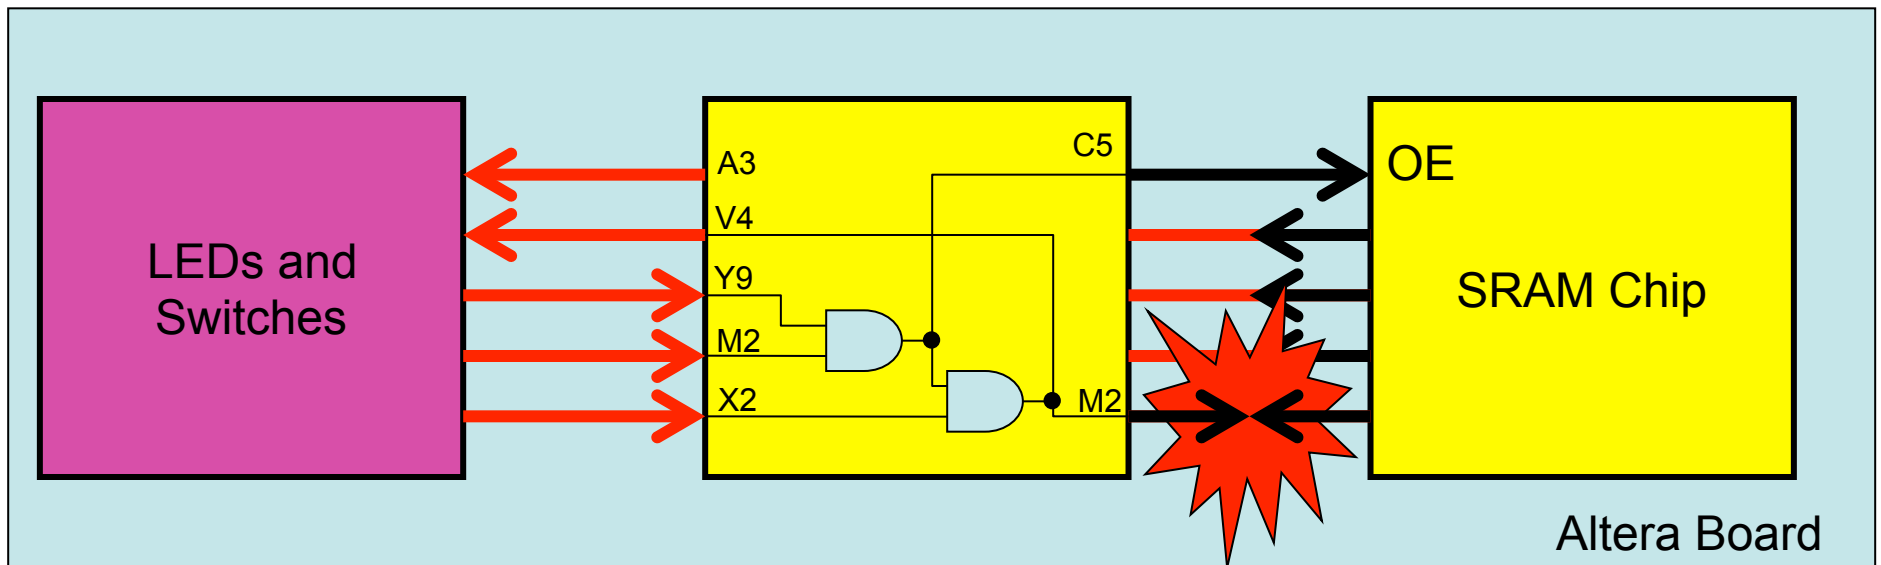 LEDs and
Switches
A3
V4
Y9
M2
X2
C5
M2
OE
SRAM Chip
Altera Board